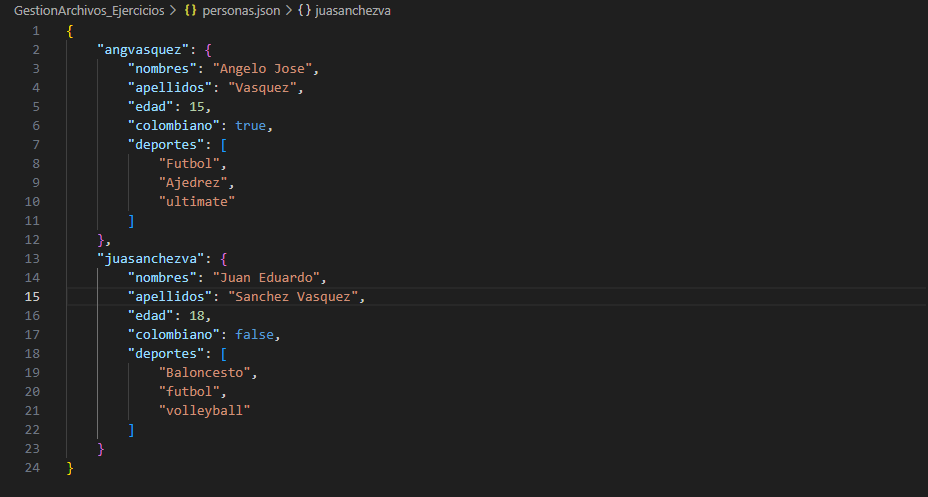 GestionArchivos_Ejercicios > {} personas.json > {} juasanchezva
1 {
2 "angvasquez": {
3 "nombres": "Angelo Jose",
4 "apellidos": "Vasquez",
5 "edad": 15,
6 "colombiano": true,
7 "deportes": [
8 "Futbol",
9 "Ajedrez",
10 "ultimate"
11 ]
12 },
13 "juasanchezva": {
14 "nombres": "Juan Eduardo",
15 "apellidos": "Sanchez Vasquez",
16 "edad": 18,
17 "colombiano": false,
18 "deportes": [
19 "Baloncesto",
20 "futbol",
21 "volleyball"
22 ]
23 }
24 }